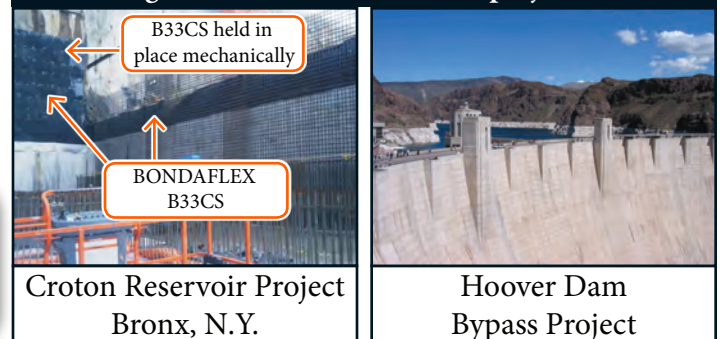 B33CS held in
place mechanically
BONDAFLEX
B33CS
Croton Reservoir Project
Bronx, N.Y.
Hoover Dam
Bypass Project